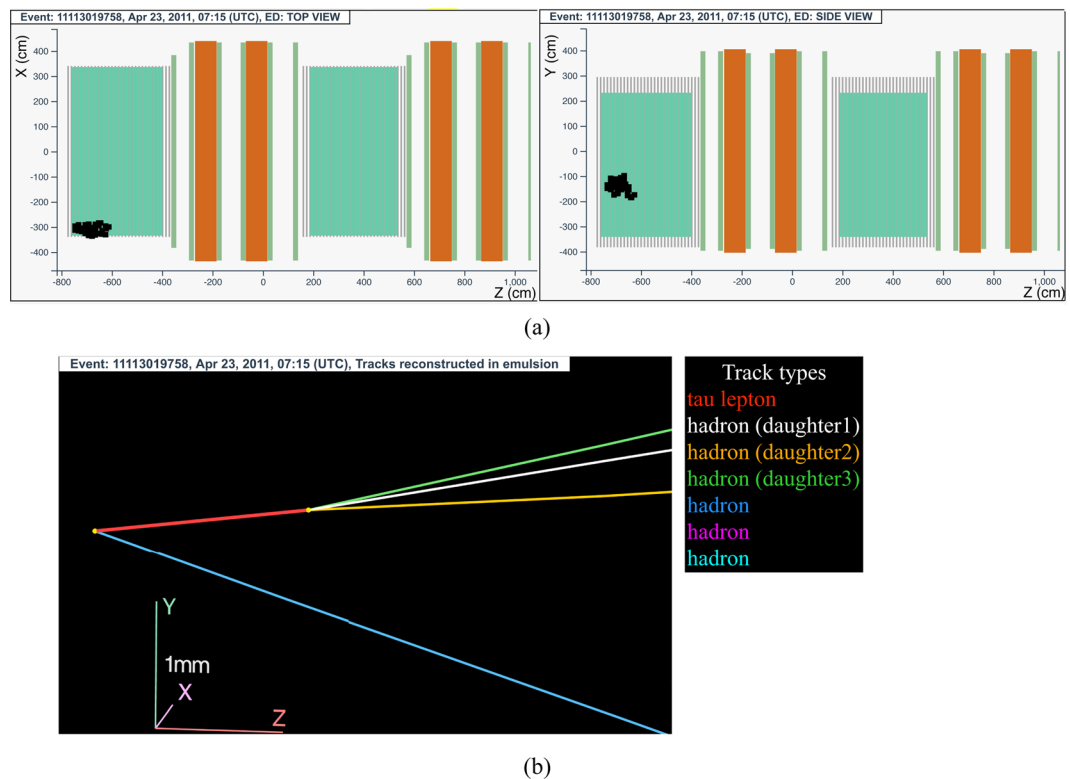 Event: 11113019758, Apr 23, 2011, 07:15 (UTC), ED: TOP VIEW
X (cm)
400
300
200
100
0
-100
-200
-300
-400
-800
-600
-400
-200
0
200
400
600
800
1,000
Z (cm)
Event: 11113019758, Apr 23, 2011, 07:15 (UTC), ED: SIDE VIEW
Y (cm)
400
300
200
100
0
-100
-200
-300
-400
-800
-600
-400
-200
0
200
400
600
800
1,000
Z (cm)
(a)
Event: 11113019758, Apr 23, 2011, 07:15 (UTC), Tracks reconstructed in emulsion
Y
1mm
X
Z
Track types
tau lepton
hadron (daughter1)
hadron (daughter2)
hadron (daughter3)
hadron
hadron
hadron
(b)